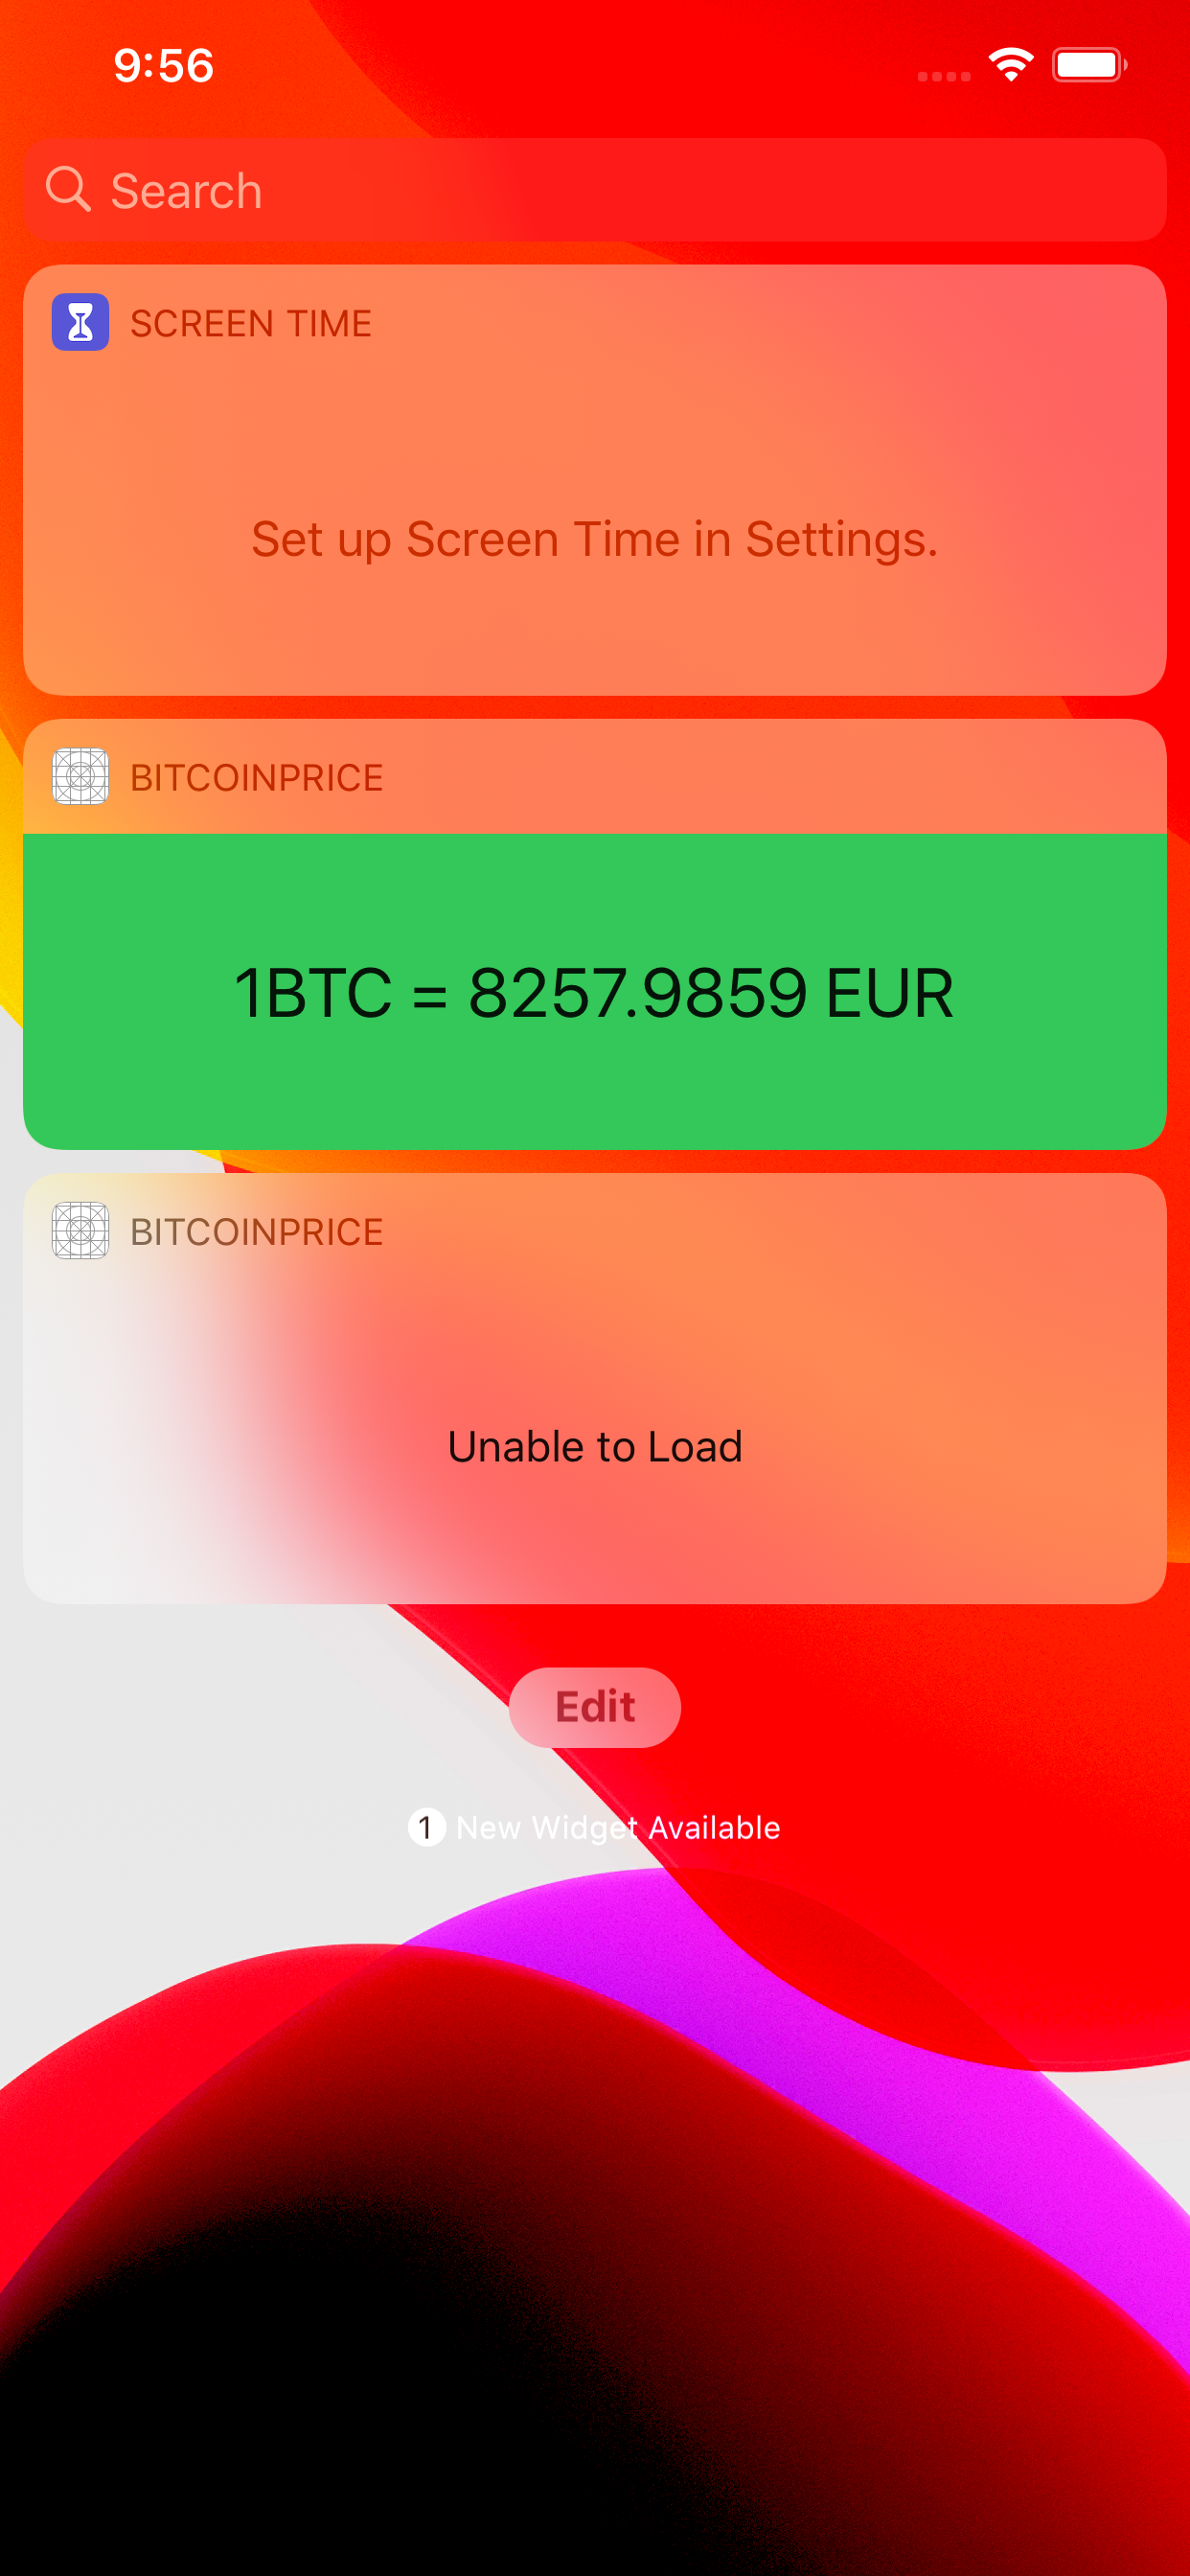 9:56
Search
SCREEN TIME
Set up Screen Time in Settings.
BITCOINPRICE
1BTC = 8257.9859 EUR
BITCOINPRICE
Unable to Load
Edit
1 New Widget Available